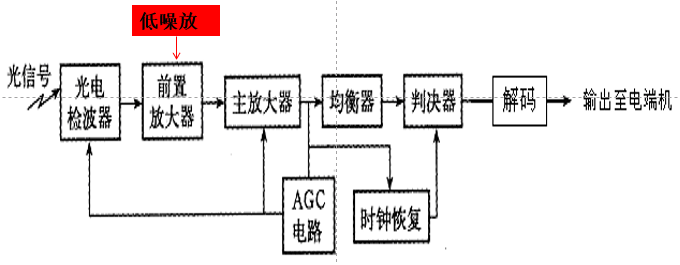 低噪放
光信号
光电
检波器
前置
放大器
主放大器
均衡器
判决器
解码
输出至电端机
AGC
电路
时钟恢复